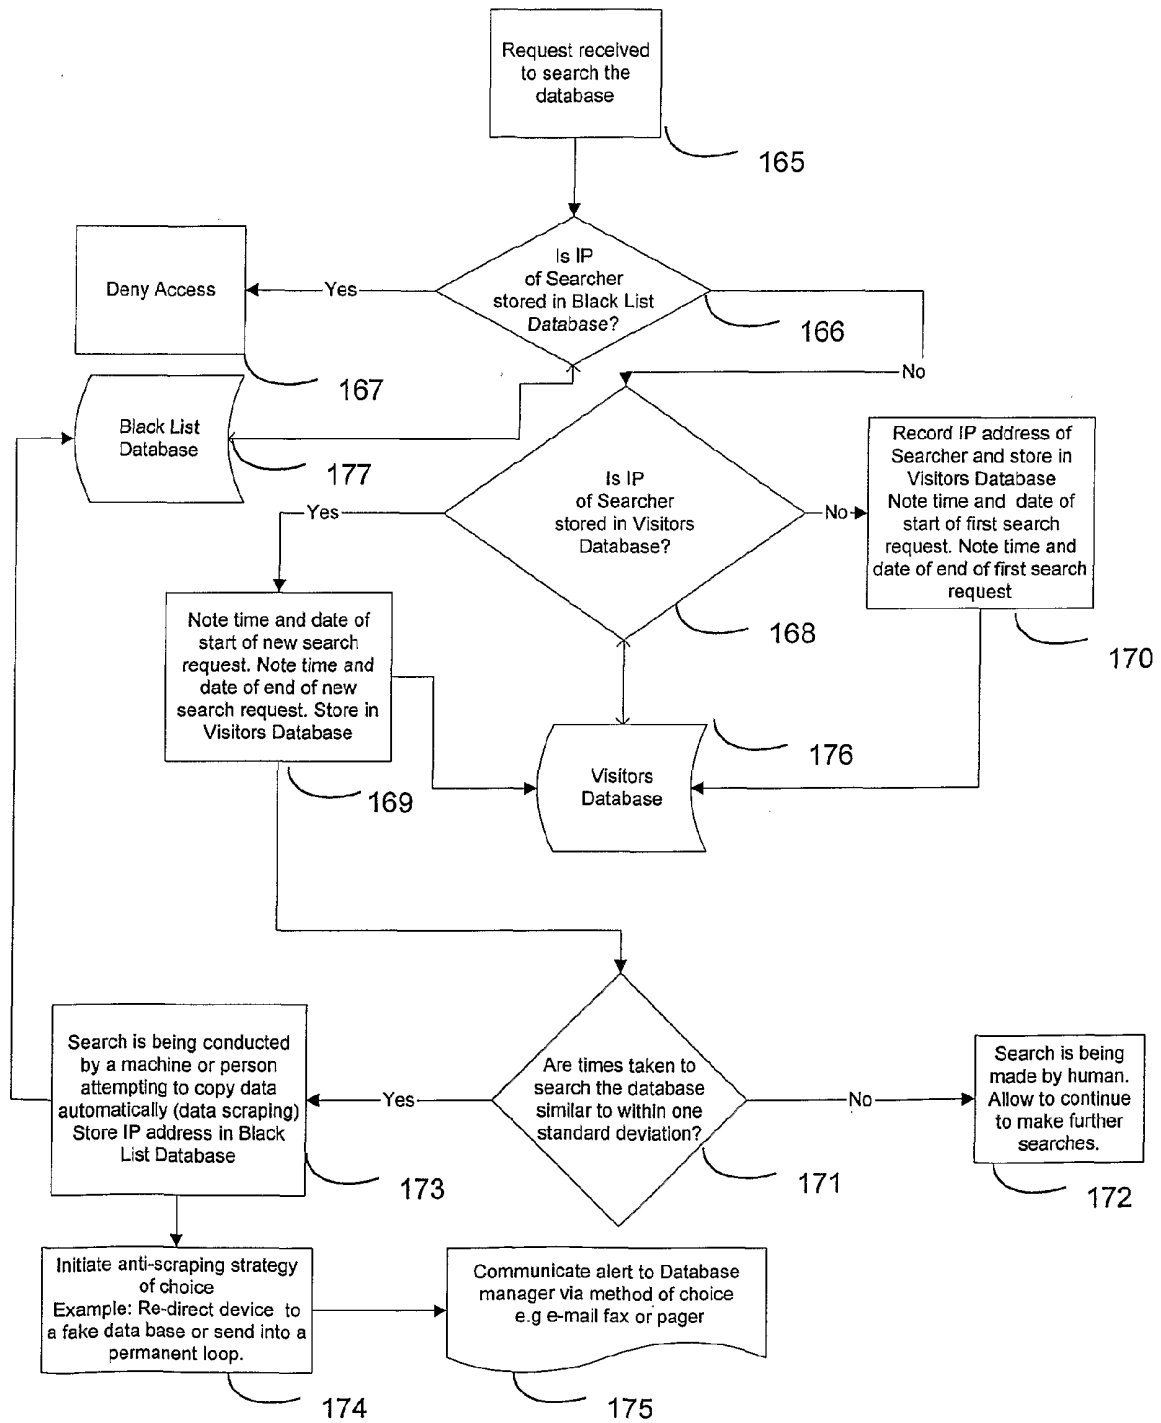 Request received
to search the
database
165
Is IP
of Searcher
stored in Black List
Database?
166
Yes
Deny Access
167
No
Black List
Database
177
Is IP
of Searcher
stored in Visitors
Database?
168
Yes
No
Record IP address of
Searcher and store in
Visitors Database
Note time and date of
start of first search
request. Note time and
date of end of first search
request
170
Note time and date of
start of new search
request. Note time and
date of end of new
search request. Store in
Visitors Database
169
Visitors
Database
176
Are times taken to
search the database
similar to within one
standard deviation?
171
Yes
No
Search is being conducted
by a machine or person
attempting to copy data
automatically (data scraping)
Store IP address in Black
List Database
173
Search is being
made by human.
Allow to continue
to make further
searches.
172
Initiate anti-scraping strategy
of choice
Example: Re-direct device to
a fake data base or send into a
permanent loop.
174
Communicate alert to Database
manager via method of choice
e.g e-mail fax or pager
175